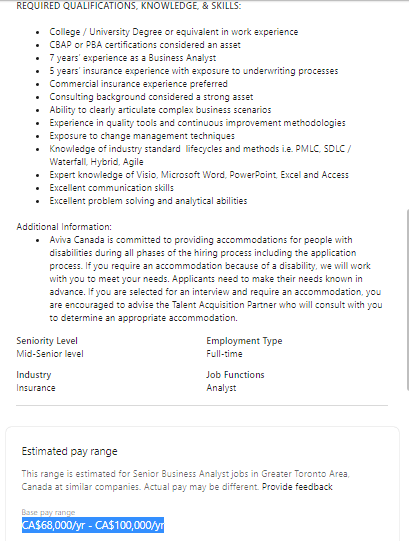 REQUIRED QUALIFICATIONS, KNOWLEDGE, & SKILLS:
• College / University Degree or equivalent in work experience
• CBAP or PBA certifications considered an asset
• 7 years' experience as a Business Analyst
• 5 years' insurance experience with exposure to underwriting processes
• Commercial insurance experience preferred
• Consulting background considered a strong asset
• Ability to clearly articulate complex business scenarios
• Experience in quality tools and continuous improvement methodologies
• Exposure to change management techniques
• Knowledge of industry standard lifecycles and methods i.e. PMLC, SDLC /
Waterfall, Hybrid, Agile
• Expert knowledge of Visio, Microsoft Word, PowerPoint, Excel and Access
• Excellent communication skills
• Excellent problem solving and analytical abilities
Additional Information:
• Aviva Canada is committed to providing accommodations for people with
disabilities during all phases of the hiring process including the application
process. If you require an accommodation because of a disability, we will work
with you to meet your needs. Applicants need to make their needs known in
advance. If you are selected for an interview and require an accommodation, you
are encouraged to advise the Talent Acquisition Partner who will consult with you
to determine an appropriate accommodation.
Seniority Level
Mid-Senior level
Employment Type
Full-time
Industry
Insurance
Job Functions
Analyst
Estimated pay range
This range is estimated for Senior Business Analyst jobs in Greater Toronto Area,
Canada at similar companies. Actual pay may be different. Provide feedback
Base pay range
CA$68,000/yr - CA$100,000/yr